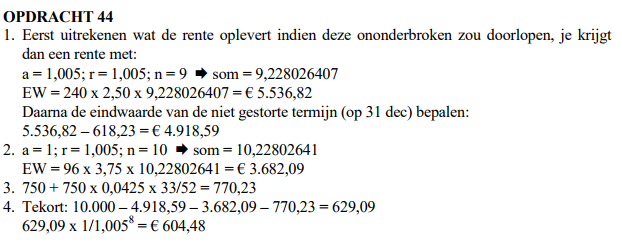 OPDRACHT 44
1. Eerst uitrekenen wat de rente oplevert indien deze ononderbroken zou doorlopen, je krijgt
dan een rente met:
a = 1,005; r = 1,005; n = 9 ➔ som = 9,228026407
EW = 240 x 2,50 x 9,228026407 = € 5.536,82
Daarna de eindwaarde van de niet gestorte termijn (op 31 dec) bepalen:
5.536,82 – 618,23 = € 4.918,59
2. a = 1; r = 1,005; n = 10 ➔ som = 10,22802641
EW = 96 x 3,75 x 10,22802641 = € 3.682,09
3. 750 + 750 x 0,0425 x 33/52 = 770,23
4. Tekort: 10.000 – 4.918,59 – 3.682,09 – 770,23 = 629,09
629,09 x 1/1,005⁸ = € 604,48